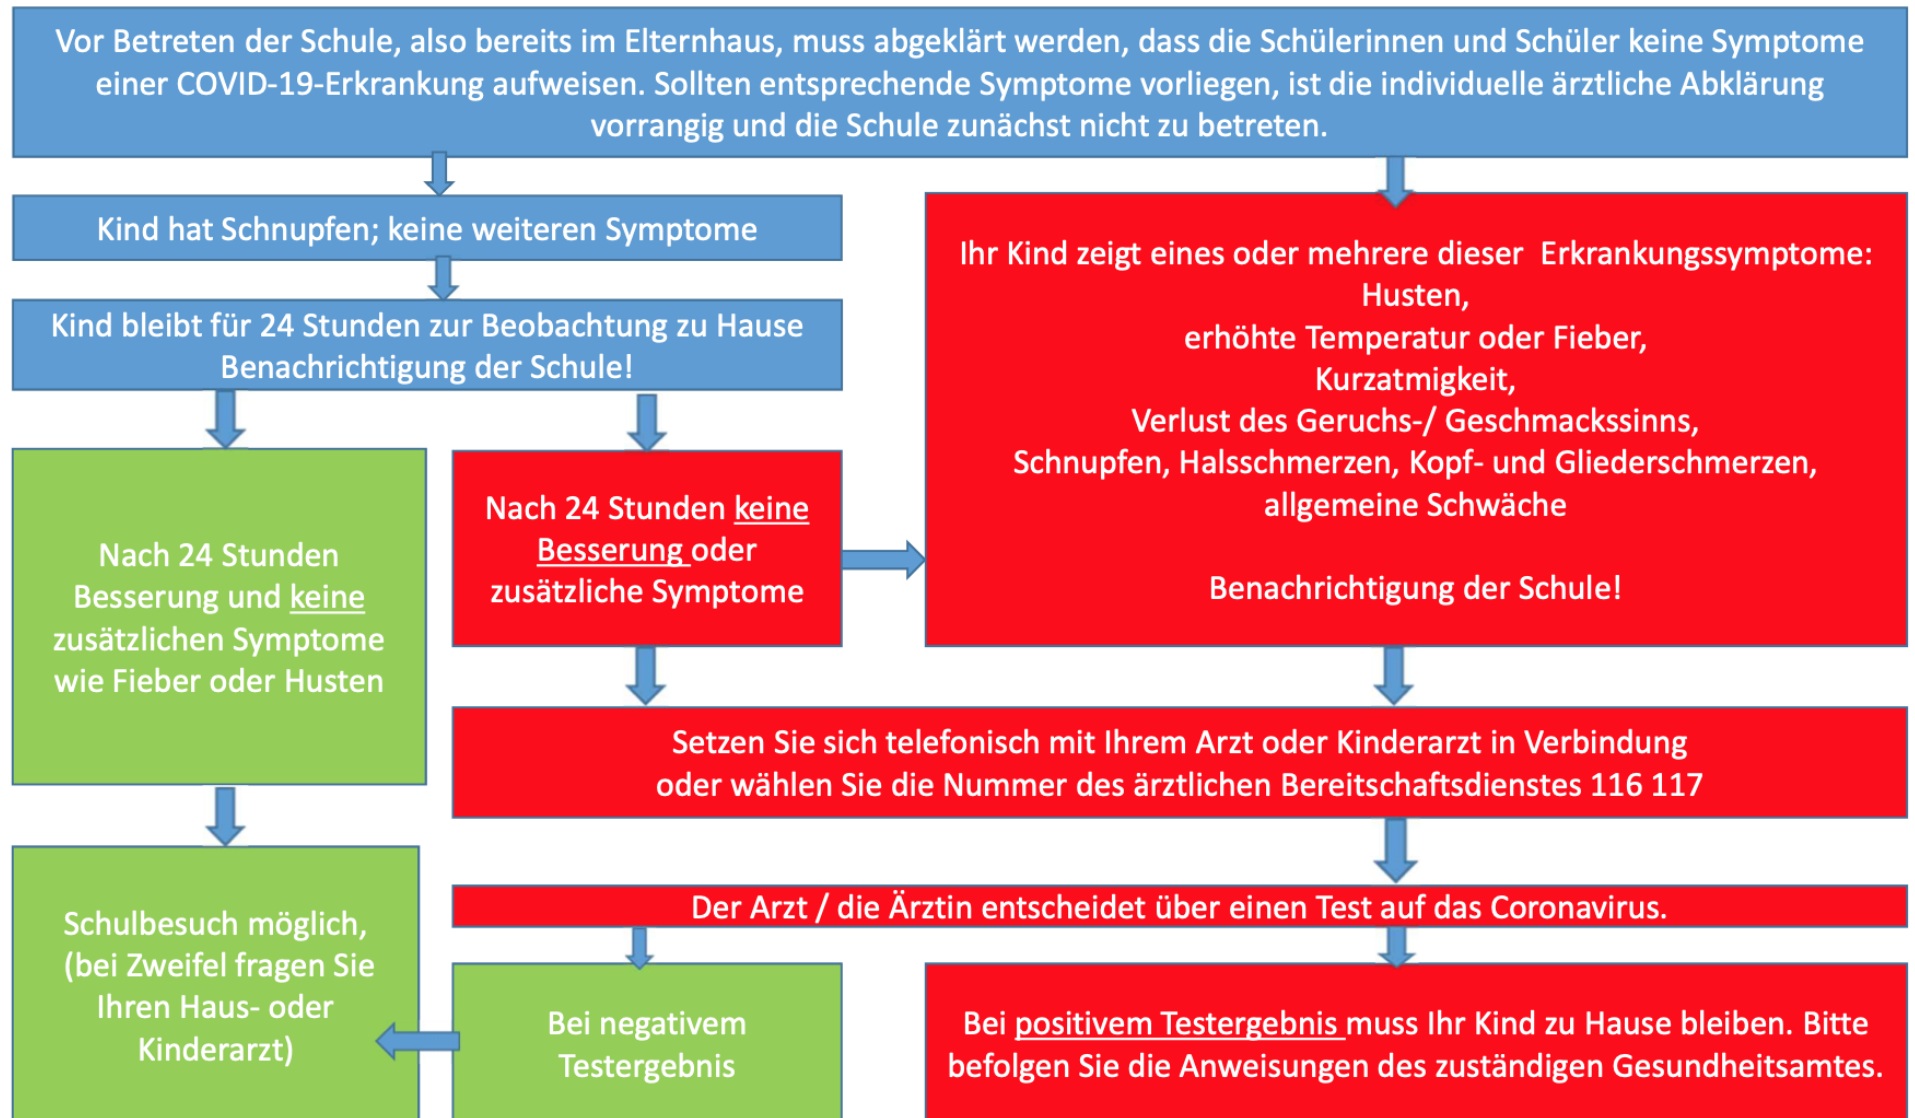 Vor Betreten der Schule, also bereits im Elternhaus, muss abgeklärt werden, dass die Schülerinnen und Schüler keine Symptome
einer COVID-19-Erkrankung aufweisen. Sollten entsprechende Symptome vorliegen, ist die individuelle ärztliche Abklärung
vorrangig und die Schule zunächst nicht zu betreten.
Kind hat Schnupfen; keine weiteren Symptome
Kind bleibt für 24 Stunden zur Beobachtung zu Hause
Benachrichtigung der Schule!
Nach 24 Stunden
Besserung und keine
zusätzlichen Symptome
wie Fieber oder Husten
Nach 24 Stunden keine
Besserung oder
zusätzliche Symptome
Ihr Kind zeigt eines oder mehrere dieser Erkrankungssymptome:
Husten,
erhöhte Temperatur oder Fieber,
Kurzatmigkeit,
Verlust des Geruchs-/ Geschmackssinns,
Schnupfen, Halsschmerzen, Kopf- und Gliederschmerzen,
allgemeine Schwäche
Benachrichtigung der Schule!
Setzen Sie sich telefonisch mit Ihrem Arzt oder Kinderarzt in Verbindung
oder wählen Sie die Nummer des ärztlichen Bereitschaftsdienstes 116 117
Der Arzt / die Ärztin entscheidet über einen Test auf das Coronavirus.
Schulbesuch möglich,
(bei Zweifel fragen Sie
Ihren Haus- oder
Kinderarzt)
Bei negativem
Testergebnis
Bei positivem Testergebnis muss Ihr Kind zu Hause bleiben. Bitte
befolgen Sie die Anweisungen des zuständigen Gesundheitsamtes.